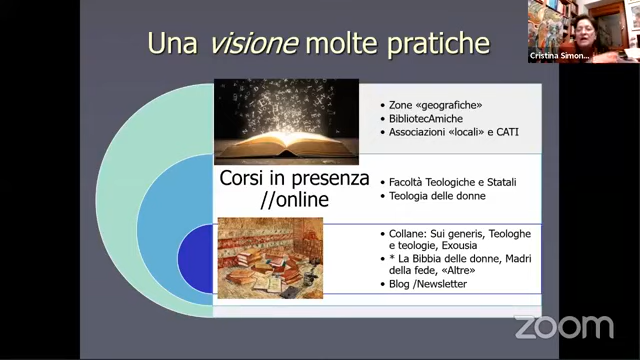 Una visione molte pratiche
Cristina Simon...
• Zone «geografiche»
• BibliotecAmiche
• Associazioni «locali» e CATI
Corsi in presenza
//online
• Facoltà Teologiche e Statali
• Teologia delle donne
• Collane: Sui generis, Teologhe
e teologie, Exousia
• * La Bibbia delle donne, Madri
della fede, «Altre»
• Blog /Newsletter
zoom